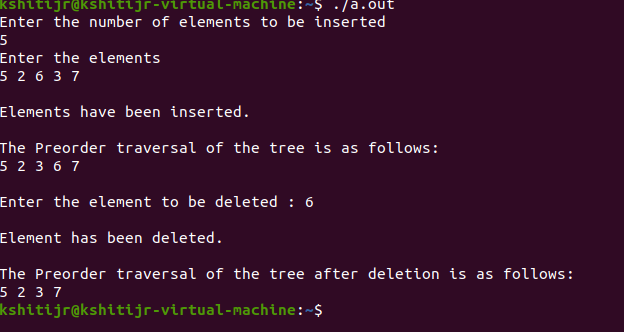 kshitijr@kshitijr-virtual-machine:~$ ./a.out
Enter the number of elements to be inserted
5
Enter the elements
5 2 6 3 7
Elements have been inserted.
The Preorder traversal of the tree is as follows:
5 2 3 6 7
Enter the element to be deleted : 6
Element has been deleted.
The Preorder traversal of the tree after deletion is as follows:
5 2 3 7
kshitijr@kshitijr-virtual-machine:~$